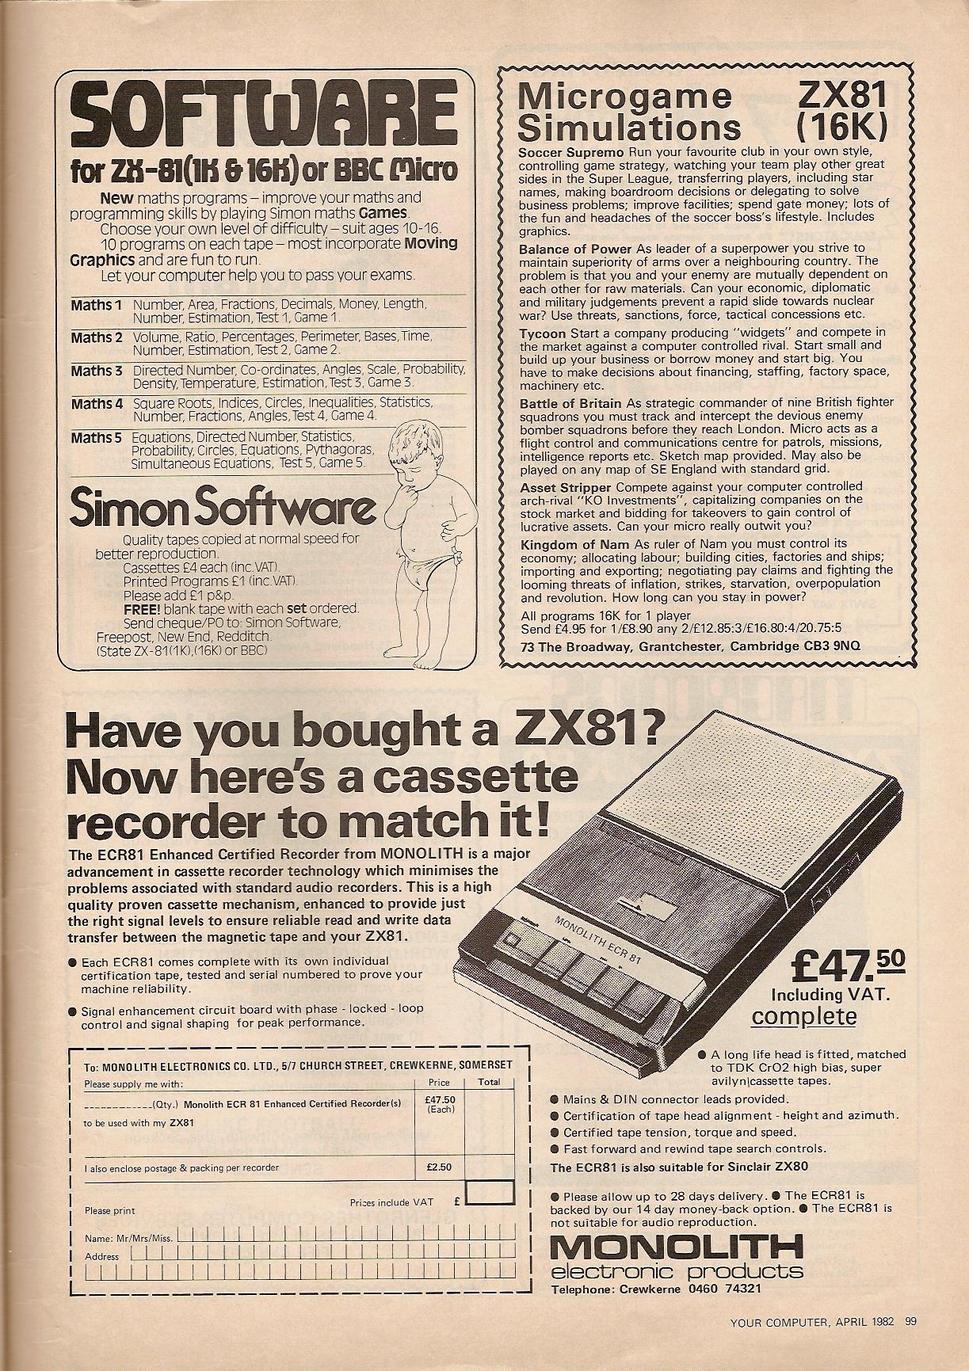 SOFTWARE
for ZX-81(1K & 16K) or BBC Micro
New maths programs – improve your maths and
programming skills by playing Simon maths Games.
Choose your own level of difficulty – suit ages 10-16.
10 programs on each tape – most incorporate Moving
Graphics and are fun to run.
Let your computer help you to pass your exams.
Maths 1 Number, Area, Fractions, Decimals, Money, Length,
Number, Estimation, Test 1, Game 1.
Maths 2 Volume, Ratio, Percentages, Perimeter, Bases, Time,
Number, Estimation, Test 2, Game 2.
Maths 3 Directed Number, Co-ordinates, Angles, Scale, Probability,
Density, Temperature, Estimation, Test 3, Game 3.
Maths 4 Square Roots, Indices, Circles, Inequalities, Statistics,
Number, Fractions, Angles, Test 4, Game 4.
Maths 5 Equations, Directed Number, Statistics,
Probability, Circles, Equations, Pythagoras,
Simultaneous Equations, Test 5, Game 5.
Simon Software
Quality tapes copied at normal speed for
better reproduction.
Cassettes £4 each (inc. VAT).
Printed Programs £1 (inc. VAT).
Please add £1 p&p.
FREE! blank tape with each set ordered.
Send cheque/PO to: Simon Software,
Freepost, New End, Redditch.
(State ZX-81(1K),(16K) or BBC)
Microgame ZX81
Simulations (16K)
Soccer Supremo Run your favourite club in your own style,
controlling game strategy, watching your team play other great
sides in the Super League, transferring players, including star
names, making boardroom decisions or delegating to solve
business problems; improve facilities; spend gate money; lots of
the fun and headaches of the soccer boss's lifestyle. Includes
graphics.
Balance of Power As leader of a superpower you strive to
maintain superiority of arms over a neighbouring country. The
problem is that you and your enemy are mutually dependent on
each other for raw materials. Can your economic, diplomatic
and military judgements prevent a rapid slide towards nuclear
war? Use threats, sanctions, force, tactical concessions etc.
Tycoon Start a company producing "widgets" and compete in
the market against a computer controlled rival. Start small and
build up your business or borrow money and start big. You
have to make decisions about financing, staffing, factory space,
machinery etc.
Battle of Britain As strategic commander of nine British fighter
squadrons you must track and intercept the devious enemy
bomber squadrons before they reach London. Micro acts as a
flight control and communications centre for patrols, missions,
intelligence reports etc. Sketch map provided. May also be
played on any map of SE England with standard grid.
Asset Stripper Compete against your computer controlled
arch-rival "KO Investments", capitalizing companies on the
stock market and bidding for takeovers to gain control of
lucrative assets. Can your micro really outwit you?
Kingdom of Nam As ruler of Nam you must control its
economy; allocating labour; building cities, factories and ships;
importing and exporting; negotiating pay claims and fighting the
looming threats of inflation, strikes, starvation, overpopulation
and revolution. How long can you stay in power?
All programs 16K for 1 player
Send £4.95 for 1/£8.90 any 2/£12.85:3/£16.80:4/20.75:5
73 The Broadway, Grantchester, Cambridge CB3 9NQ
Have you bought a ZX81?
Now here's a cassette
recorder to match it!
The ECR81 Enhanced Certified Recorder from MONOLITH is a major
advancement in cassette recorder technology which minimises the
problems associated with standard audio recorders. This is a high
quality proven cassette mechanism, enhanced to provide just
the right signal levels to ensure reliable read and write data
transfer between the magnetic tape and your ZX81.
● Each ECR81 comes complete with its own individual
certification tape, tested and serial numbered to prove your
machine reliability.
● Signal enhancement circuit board with phase - locked - loop
control and signal shaping for peak performance.
MONOLITH ECR 81
£47.50
Including VAT.
complete
● A long life head is fitted, matched
to TDK CrO2 high bias, super
avilyn cassette tapes.
● Mains & DIN connector leads provided.
● Certification of tape head alignment - height and azimuth.
● Certified tape tension, torque and speed.
● Fast forward and rewind tape search controls.
The ECR81 is also suitable for Sinclair ZX80
● Please allow up to 28 days delivery. ● The ECR81 is
backed by our 14 day money-back option. ● The ECR81 is
not suitable for audio reproduction.
MONOLITH
electronic products
Telephone: Crewkerne 0460 74321
To: MONOLITH ELECTRONICS CO. LTD., 5/7 CHURCH STREET, CREWKERNE, SOMERSET
Please supply me with: Price Total
____________(Qty.) Monolith ECR 81 Enhanced Certified Recorder(s) £47.50
(Each)
to be used with my ZX81
I also enclose postage & packing per recorder £2.50
Prices include VAT £
Please print
Name: Mr/Mrs/Miss.
Address
YOUR COMPUTER, APRIL 1982 99